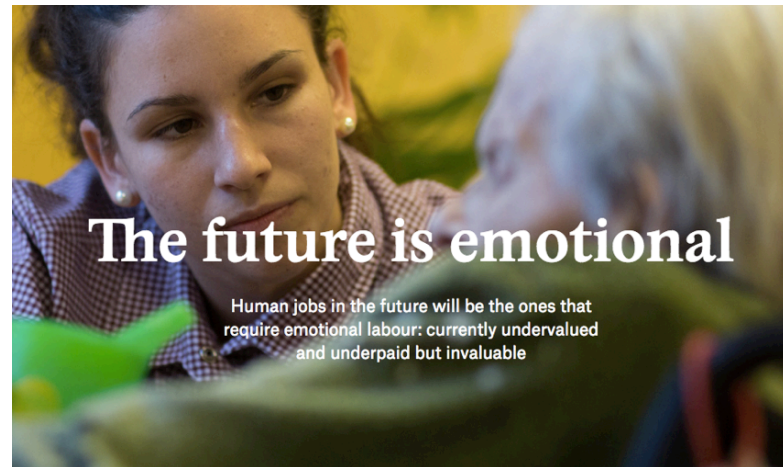 The future is emotional
Human jobs in the future will be the ones that
require emotional labour: currently undervalued
and underpaid but invaluable